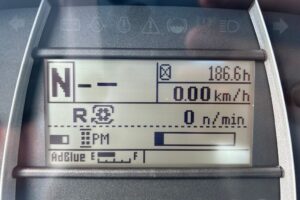 N--
186.6h
0.00 km/h
R
0 n/min
PM
AdBlue E F